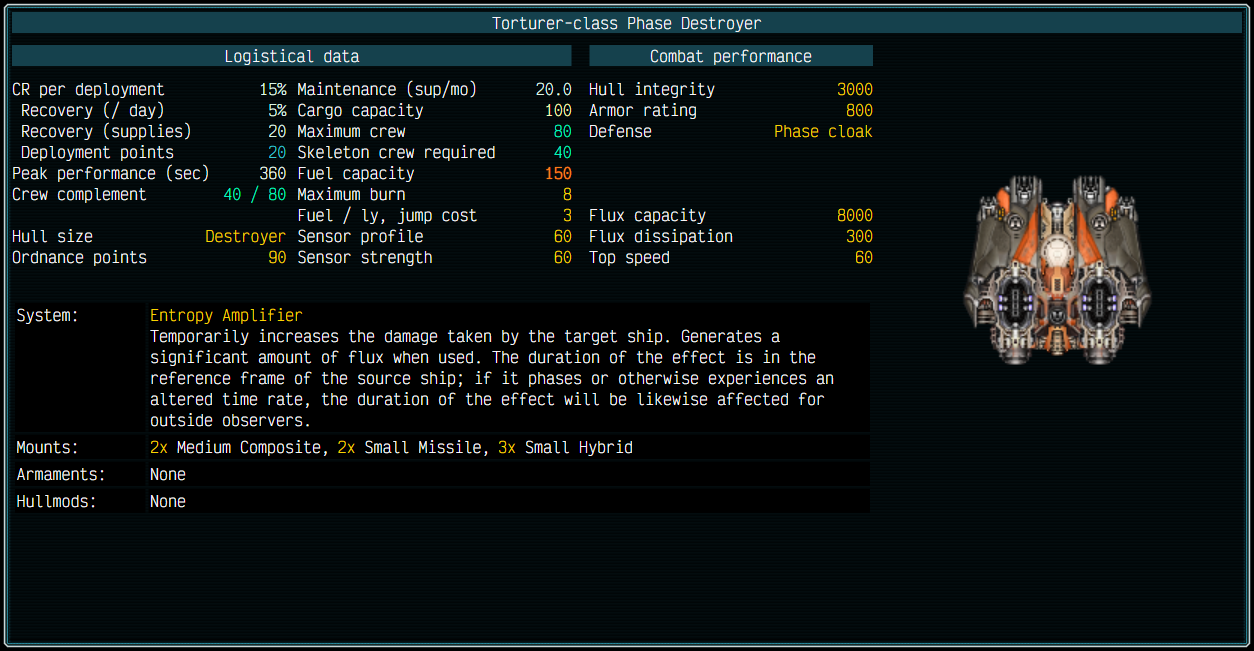 Torturer-class Phase Destroyer
Logistical data
Combat performance
CR per deployment 15% Maintenance (sup/mo) 20.0 Hull integrity 3000
Recovery (/ day) 5% Cargo capacity 100 Armor rating 800
Recovery (supplies) 20 Maximum crew 80 Defense Phase cloak
Deployment points 20 Skeleton crew required 40
Peak performance (sec) 360 Fuel capacity 150
Crew complement 40 / 80 Maximum burn 8
Fuel / ly, jump cost 3 Flux capacity 8000
Hull size Destroyer Sensor profile 60 Flux dissipation 300
Ordnance points 90 Sensor strength 60 Top speed 60
System: Entropy Amplifier
Temporarily increases the damage taken by the target ship. Generates a
significant amount of flux when used. The duration of the effect is in the
reference frame of the source ship; if it phases or otherwise experiences an
altered time rate, the duration of the effect will be likewise affected for
outside observers.
Mounts: 2x Medium Composite, 2x Small Missile, 3x Small Hybrid
Armaments: None
Hullmods: None